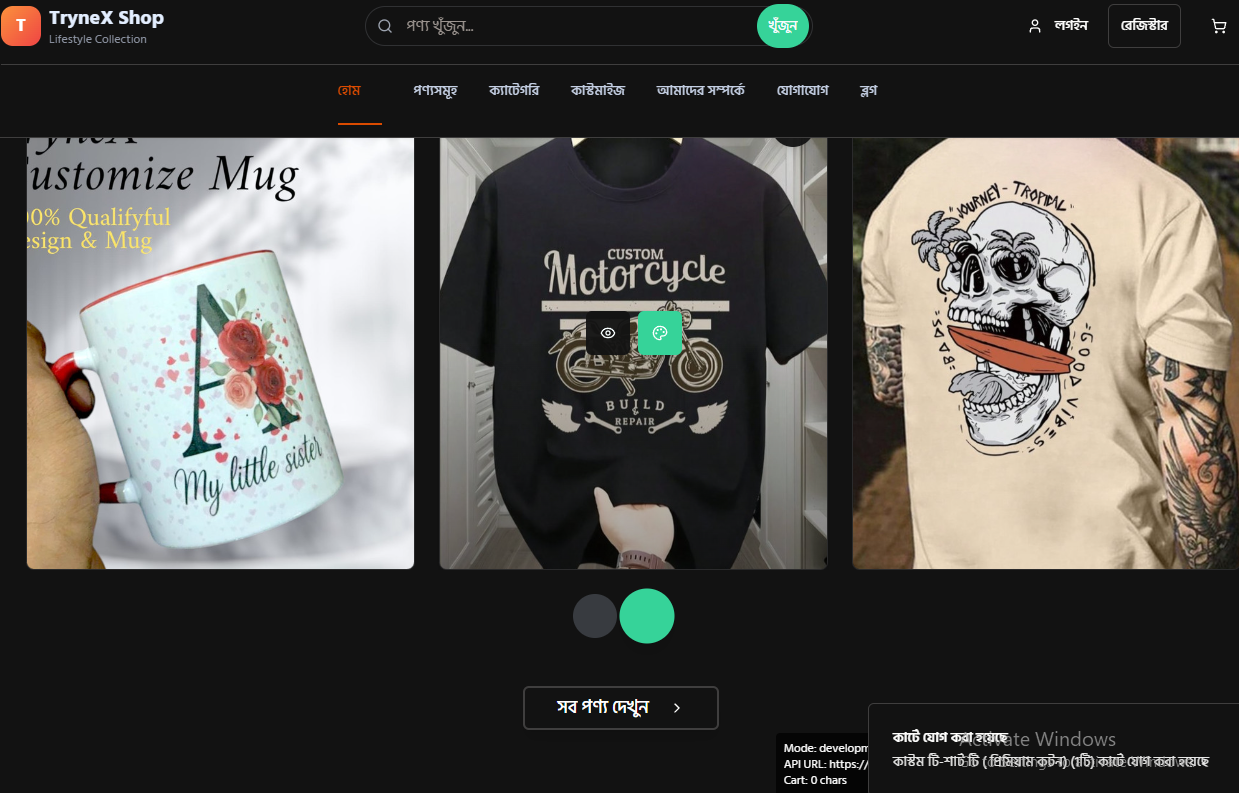 T
TryneX Shop
Lifestyle Collection
পণ্য খুঁজুন...
খুঁজুন
লগইন
রেজিস্টার
হোম
পণ্যসমূহ
ক্যাটেগরি
কাস্টমাইজ
আমাদের সম্পর্কে
যোগাযোগ
ব্লগ
ustomize Mug
00% Qualifyful
esign & Mug
A
My little sister
CUSTOM
Motorcycle
BUILD
&
REPAIR
JOURNEY - TROPICAL
GOOD VIBES
সব পণ্য দেখুন
Mode: developm
API URL: https://
Cart: 0 chars
কার্টে যোগ করা হয়েছে
Activate Windows
কাস্টম টি-শার্ট টি (প্রিমিয়াম কটন) (১টি) কার্টে যোগ করা হয়েছে